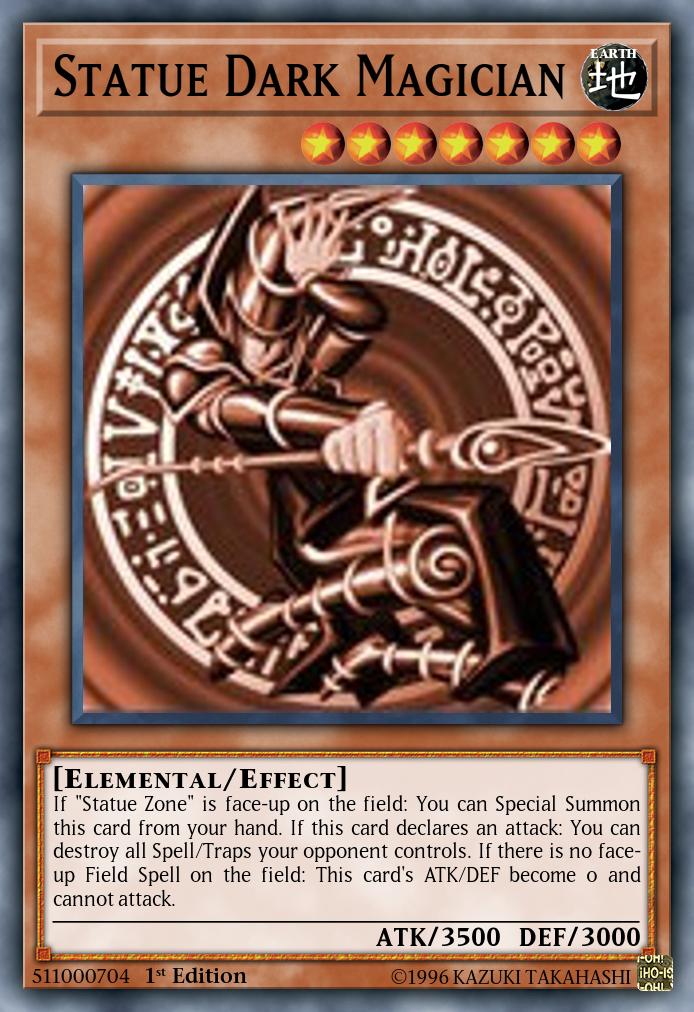 Statue Dark Magician
EARTH
地
[Elemental/Effect]
If "Statue Zone" is face-up on the field: You can Special Summon
this card from your hand. If this card declares an attack: You can
destroy all Spell/Traps your opponent controls. If there is no face-
up Field Spell on the field: This card's ATK/DEF become 0 and
cannot attack.
ATK/3500 DEF/3000
511000704 1st Edition
©1996 KAZUKI TAKAHASHI